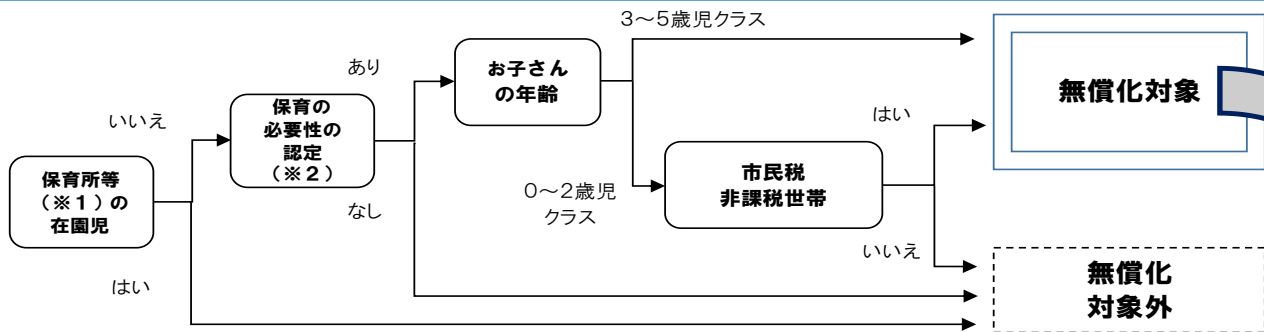 保育所等
（※１）の
在園児
いいえ
はい
保育の
必要性の
認定
（※２）
あり
なし
お子さん
の年齢
３～５歳児クラス
０～２歳児
クラス
市民税
非課税世帯
はい
いいえ
無償化対象
無償化
対象外